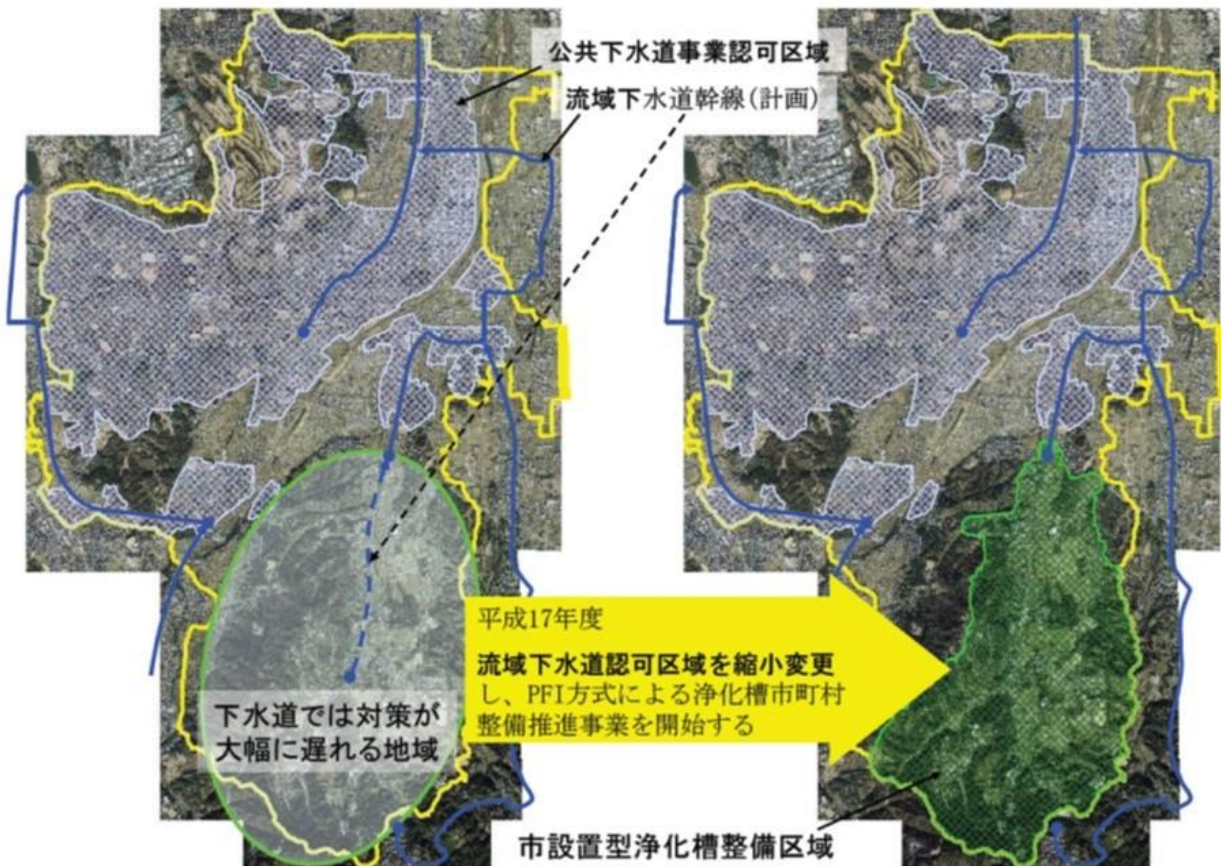 公共下水道事業認可区域
流域下水道幹線(計画)
平成17年度
流域下水道認可区域を縮小変更
し、PFI方式による浄化槽市町村
整備推進事業を開始する
下水道では対策が
大幅に遅れる地域
市設置型浄化槽整備区域